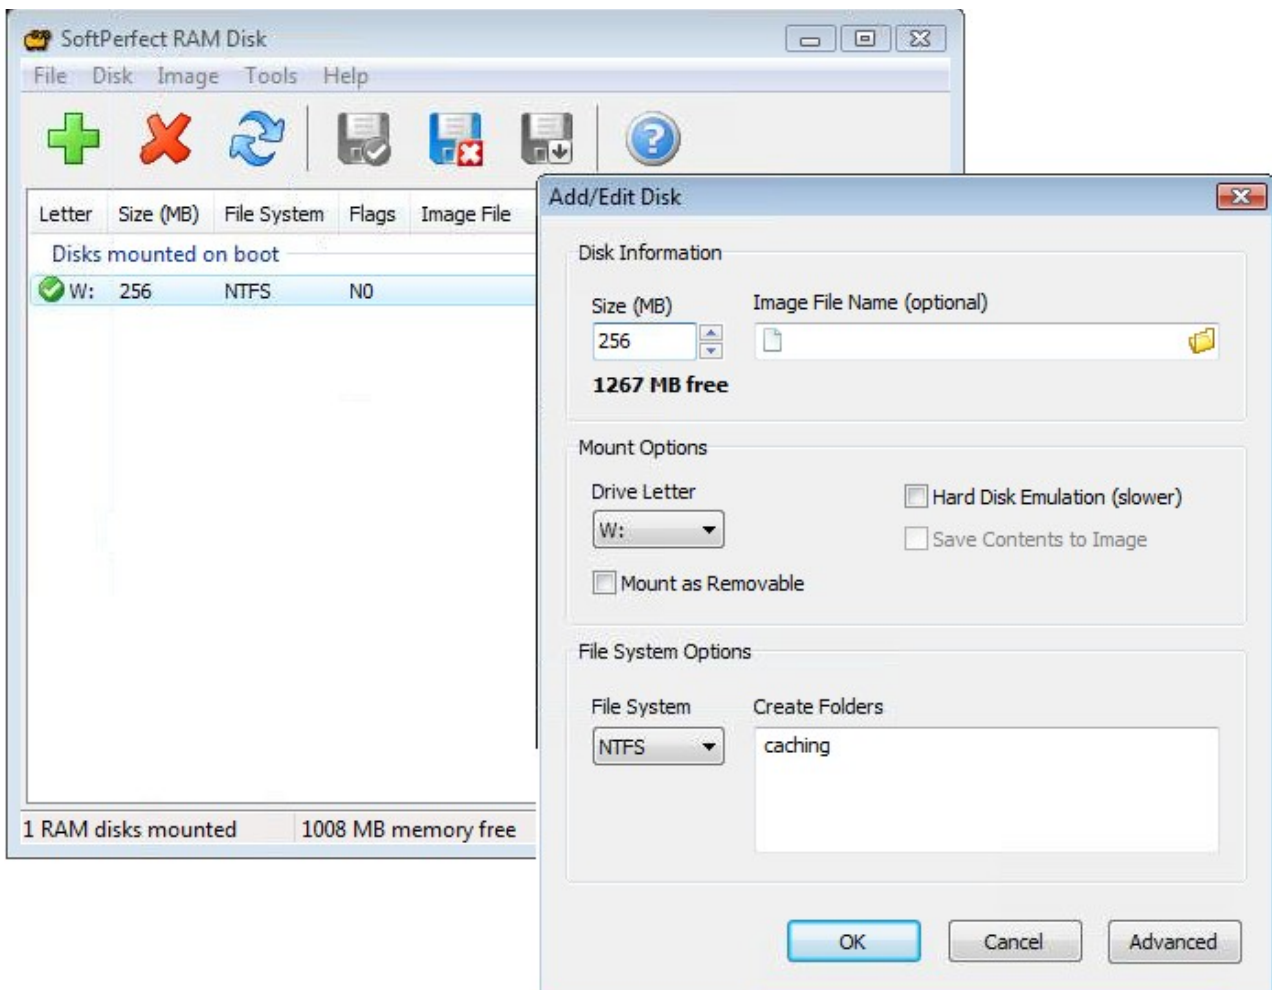 SoftPerfect RAM Disk
File Disk Image Tools Help
Letter Size (MB) File System Flags Image File
Disks mounted on boot
W: 256 NTFS N0
1 RAM disks mounted 1008 MB memory free
Add/Edit Disk
Disk Information
Size (MB) Image File Name (optional)
256
1267 MB free
Mount Options
Drive Letter
Hard Disk Emulation (slower)
W:
Save Contents to Image
Mount as Removable
File System Options
File System Create Folders
NTFS caching
OK Cancel Advanced